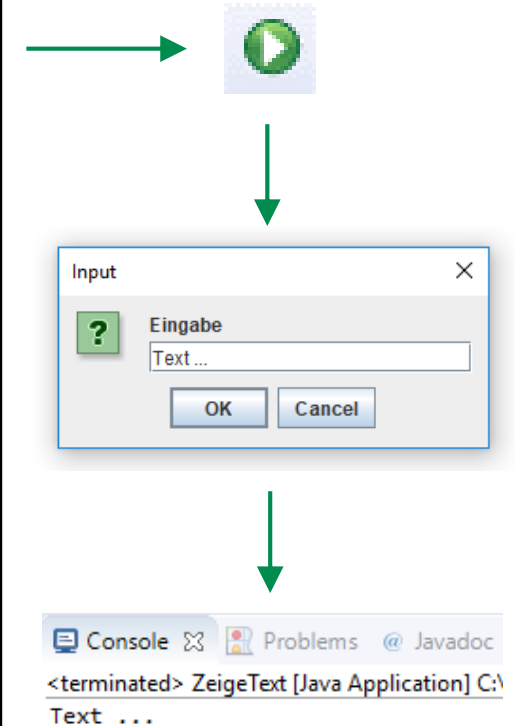 Input
?
Eingabe
Text ...
OK Cancel
Console Problems @ Javadoc
<terminated> ZeigeText [Java Application] C:\
Text ...